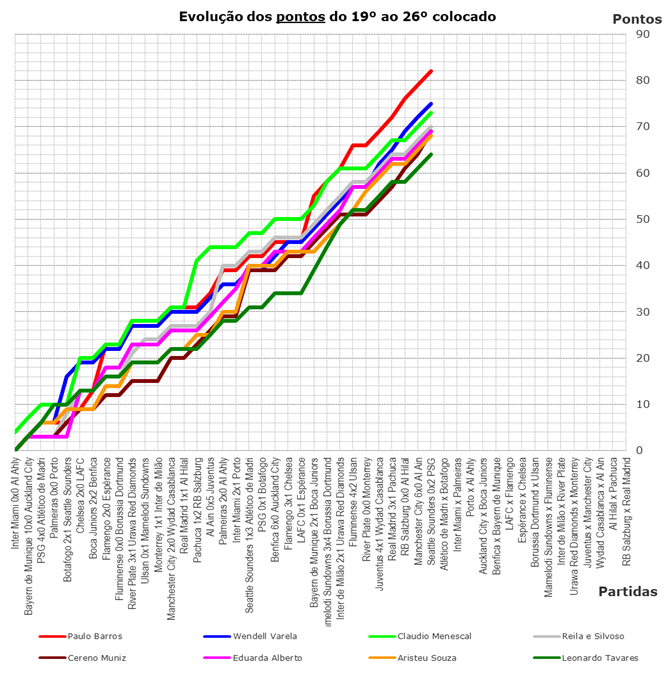 Evolução dos pontos do 19º ao 26º colocado
Pontos
90
80
70
60
50
40
30
20
10
0
Inter Miami 0x0 Al Ahly
Bayern de Munique 10x0 Auckland City
PSG 4x0 Atlético de Madri
Palmeiras 0x0 Porto
Botafogo 2x1 Seattle Sounders
Chelsea 2x0 LAFC
Boca Juniors 2x2 Benfica
Flamengo 2x0 Espérance
Fluminense 0x0 Borussia Dortmund
River Plate 3x1 Urawa Red Diamonds
Ulsan 0x1 Mamelodi Sundowns
Monterrey 1x1 Inter de Milão
Manchester City 2x0 Wydad Casablanca
Real Madrid 1x1 Al Hilal
Pachuca 1x2 RB Salzburg
Al Ain 0x5 Juventus
Palmeiras 2x0 Al Ahly
Inter Miami 2x1 Porto
Seattle Sounders 1x3 Atlético de Madri
PSG 0x1 Botafogo
Benfica 6x0 Auckland City
Flamengo 3x1 Chelsea
LAFC 0x1 Espérance
Bayern de Munique 2x1 Boca Juniors
amelodi Sundowns 3x4 Borussia Dortmund
Inter de Milão 2x1 Urawa Red Diamonds
Fluminense 4x2 Ulsan
River Plate 0x0 Monterrey
Juventus 4x1 Wydad Casablanca
Real Madrid 3x1 Pachuca
RB Salzburg 0x0 Al Hilal
Manchester City 6x0 Al Ain
Seattle Sounders 0x2 PSG
Atlético de Madri x Botafogo
Inter Miami x Palmeiras
Porto x Al Ahly
Auckland City x Boca Juniors
Benfica x Bayern de Munique
LAFC x Flamengo
Espérance x Chelsea
Borussia Dortmund x Ulsan
Mamelodi Sundowns x Fluminense
Inter de Milão x River Plate
Urawa Red Diamonds x Monterrey
Juventus x Manchester City
Wydad Casablanca x Al Ain
Al Hilal x Pachuca
RB Salzburg x Real Madrid
Partidas
Paulo Barros
Wendell Varela
Claudio Menescal
Reila e Silvoso
Cereno Muniz
Eduarda Alberto
Aristeu Souza
Leonardo Tavares